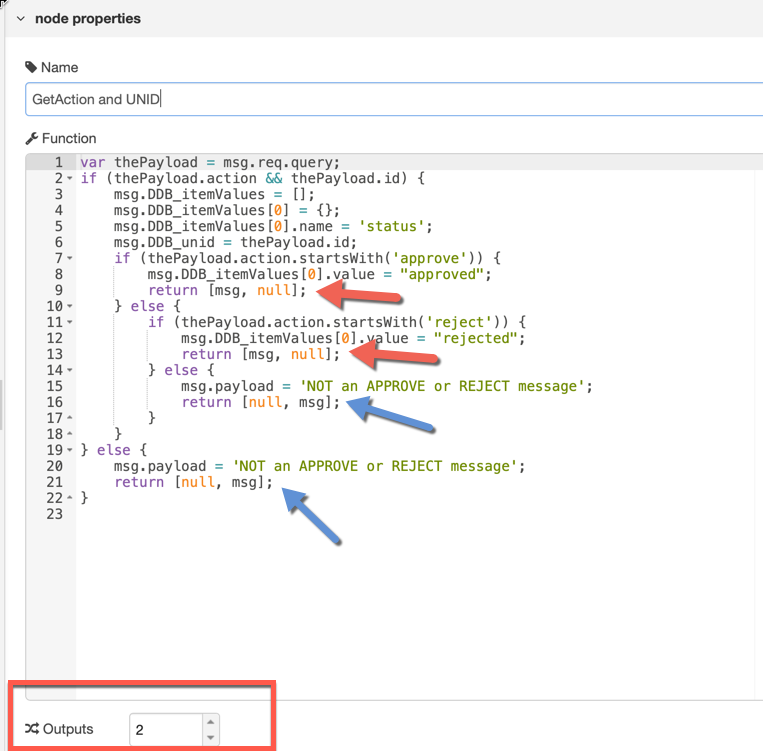 node properties
Name
GetAction and UNID
Function
1 var thePayload = msg.req.query;
2 if (thePayload.action && thePayload.id) {
3     msg.DDB_itemValues = [];
4     msg.DDB_itemValues[0] = {};
5     msg.DDB_itemValues[0].name = 'status';
6     msg.DDB_unid = thePayload.id;
7     if (thePayload.action.startsWith('approve')) {
8         msg.DDB_itemValues[0].value = "approved";
9         return [msg, null];
10     } else {
11         if (thePayload.action.startsWith('reject')) {
12             msg.DDB_itemValues[0].value = "rejected";
13             return [msg, null];
14         } else {
15             msg.payload = 'NOT an APPROVE or REJECT message';
16             return [null, msg];
17         }
18     }
19 } else {
20     msg.payload = 'NOT an APPROVE or REJECT message';
21     return [null, msg];
22 }
23
Outputs 2